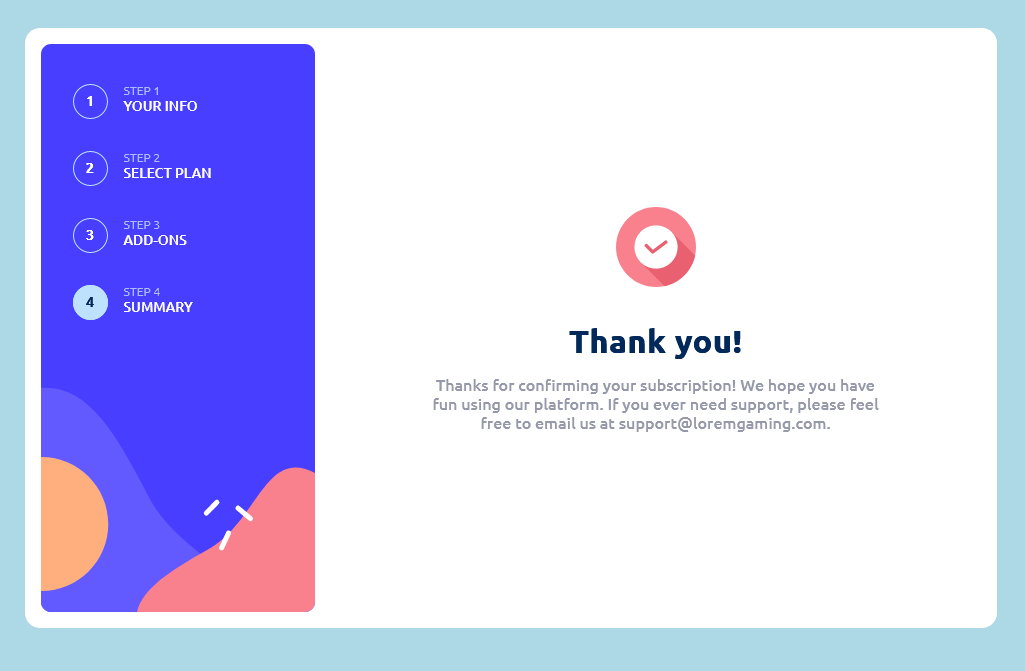 1
STEP 1
YOUR INFO
2
STEP 2
SELECT PLAN
3
STEP 3
ADD-ONS
4
STEP 4
SUMMARY
Thank you!
Thanks for confirming your subscription! We hope you have
fun using our platform. If you ever need support, please feel
free to email us at support@loremgaming.com.